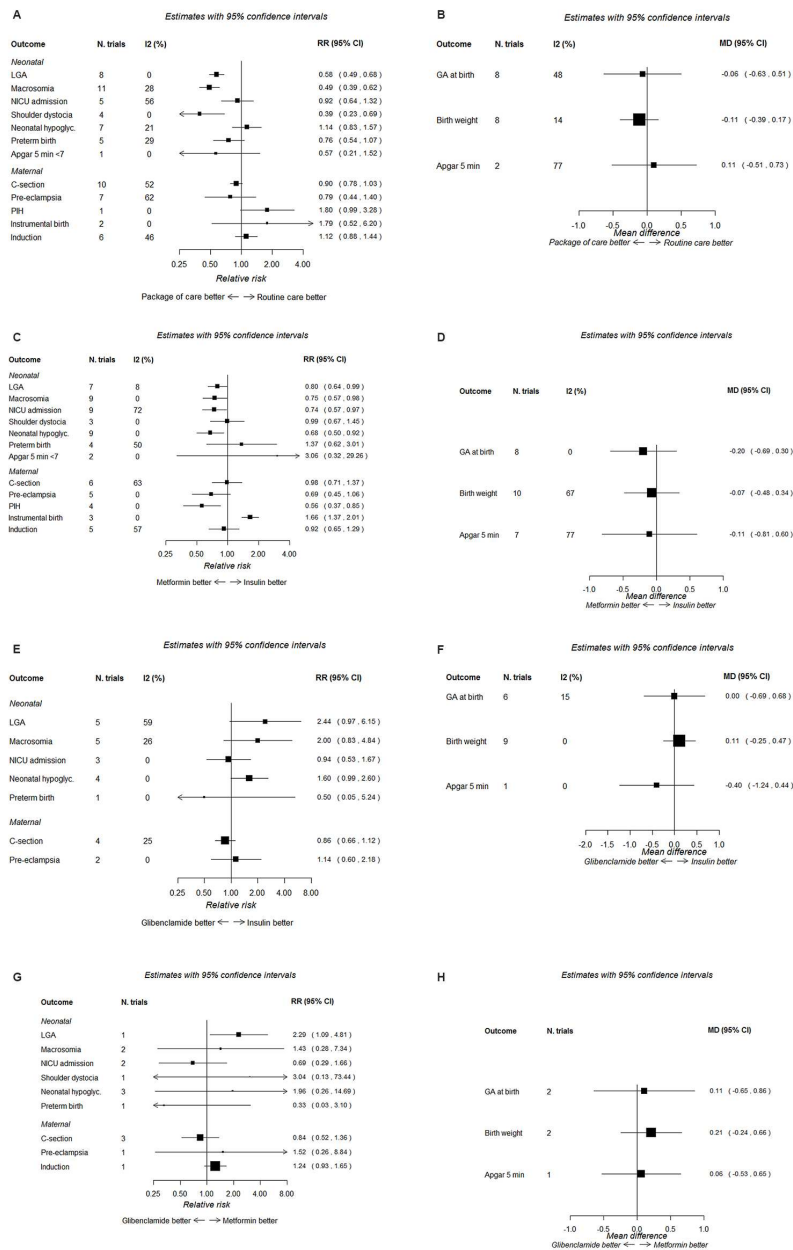 A
Estimates with 95% confidence intervals
Outcome N. trials I2 (%) RR (95% CI)
Neonatal
LGA 8 0 0.58 (0.49 , 0.68)
Macrosomia 11 28 0.49 (0.39 , 0.62)
NICU admission 5 56 0.92 (0.64 , 1.32)
Shoulder dystocia 4 0 0.39 (0.23 , 0.69)
Neonatal hypoglyc. 7 21 1.14 (0.83 , 1.57)
Preterm birth 5 29 0.76 (0.54 , 1.07)
Apgar 5 min <7 1 0 0.57 (0.21 , 1.52)
Maternal
C-section 10 52 0.90 (0.78 , 1.03)
Pre-eclampsia 7 62 0.79 (0.44 , 1.40)
PIH 1 0 1.80 (0.99 , 3.28)
Instrumental birth 2 0 1.79 (0.52 , 6.20)
Induction 6 46 1.12 (0.88 , 1.44)
0.25 0.50 1.00 2.00 4.00
Relative risk
Package of care better Routine care better
B
Estimates with 95% confidence intervals
Outcome N. trials I2 (%) MD (95% CI)
GA at birth 8 48 -0.06 (-0.63 , 0.51)
Birth weight 8 14 -0.11 (-0.39 , 0.17)
Apgar 5 min 2 77 0.11 (-0.51 , 0.73)
-1.0 -0.5 0.0 0.5 1.0
Mean difference
Package of care better Routine care better
C
Estimates with 95% confidence intervals
Outcome N. trials I2 (%) RR (95% CI)
Neonatal
LGA 7 8 0.80 (0.64 , 0.99)
Macrosomia 9 0 0.75 (0.57 , 0.98)
NICU admission 9 72 0.74 (0.57 , 0.97)
Shoulder dystocia 3 0 0.99 (0.67 , 1.45)
Neonatal hypoglyc. 9 0 0.68 (0.50 , 0.92)
Preterm birth 4 50 1.37 (0.62 , 3.01)
Apgar 5 min <7 2 0 3.06 (0.32 , 29.26)
Maternal
C-section 6 63 0.98 (0.71 , 1.37)
Pre-eclampsia 5 0 0.69 (0.45 , 1.06)
PIH 4 0 0.56 (0.37 , 0.85)
Instrumental birth 3 0 1.66 (1.37 , 2.01)
Induction 5 57 0.92 (0.65 , 1.29)
0.25 0.50 1.00 2.00 4.00
Relative risk
Metformin better Insulin better
D
Estimates with 95% confidence intervals
Outcome N. trials I2 (%) MD (95% CI)
GA at birth 8 0 -0.20 (-0.69 , 0.30)
Birth weight 10 67 -0.07 (-0.48 , 0.34)
Apgar 5 min 7 77 -0.11 (-0.81 , 0.60)
-1.0 -0.5 0.0 0.5 1.0
Mean difference
Metformin better Insulin better
E
Estimates with 95% confidence intervals
Outcome N. trials I2 (%) RR (95% CI)
Neonatal
LGA 5 59 2.44 (0.97 , 6.15)
Macrosomia 5 26 2.00 (0.83 , 4.84)
NICU admission 3 0 0.94 (0.53 , 1.67)
Neonatal hypoglyc. 4 0 1.60 (0.99 , 2.60)
Preterm birth 1 0 0.50 (0.05 , 5.24)
Maternal
C-section 4 25 0.86 (0.66 , 1.12)
Pre-eclampsia 2 0 1.14 (0.60 , 2.18)
0.25 0.50 1.00 2.00 4.00 8.00
Relative risk
Glibenclamide better Insulin better
F
Estimates with 95% confidence intervals
Outcome N. trials I2 (%) MD (95% CI)
GA at birth 6 15 0.00 (-0.69 , 0.68)
Birth weight 9 0 0.11 (-0.25 , 0.47)
Apgar 5 min 1 0 -0.40 (-1.24 , 0.44)
-2.0 -1.5 -1.0 -0.5 0.0 0.5 1.0
Mean difference
Glibenclamide better Insulin better
G
Estimates with 95% confidence intervals
Outcome N. trials RR (95% CI)
Neonatal
LGA 1 2.29 (1.09 , 4.81)
Macrosomia 2 1.43 (0.28 , 7.34)
NICU admission 2 0.69 (0.29 , 1.66)
Shoulder dystocia 1 3.04 (0.13 , 73.44)
Neonatal hypoglyc. 3 1.96 (0.26 , 14.69)
Preterm birth 1 0.33 (0.03 , 3.10)
Maternal
C-section 3 0.84 (0.52 , 1.36)
Pre-eclampsia 1 1.52 (0.26 , 8.84)
Induction 1 1.24 (0.93 , 1.65)
0.25 0.50 1.00 2.00 4.00 8.00
Relative risk
Glibenclamide better Metformin better
H
Estimates with 95% confidence intervals
Outcome N. trials MD (95% CI)
GA at birth 2 0.11 (-0.65 , 0.86)
Birth weight 2 0.21 (-0.24 , 0.66)
Apgar 5 min 1 0.06 (-0.53 , 0.65)
-1.0 -0.5 0.0 0.5 1.0
Mean difference
Glibenclamide better Metformin better